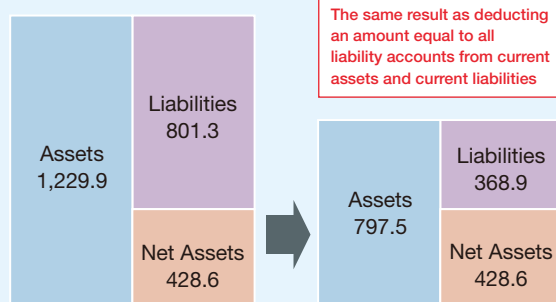 The same result as deducting
an amount equal to all
liability accounts from current
assets and current liabilities
Assets
1,229.9
Liabilities
801.3
Net Assets
428.6
Assets
797.5
Liabilities
368.9
Net Assets
428.6